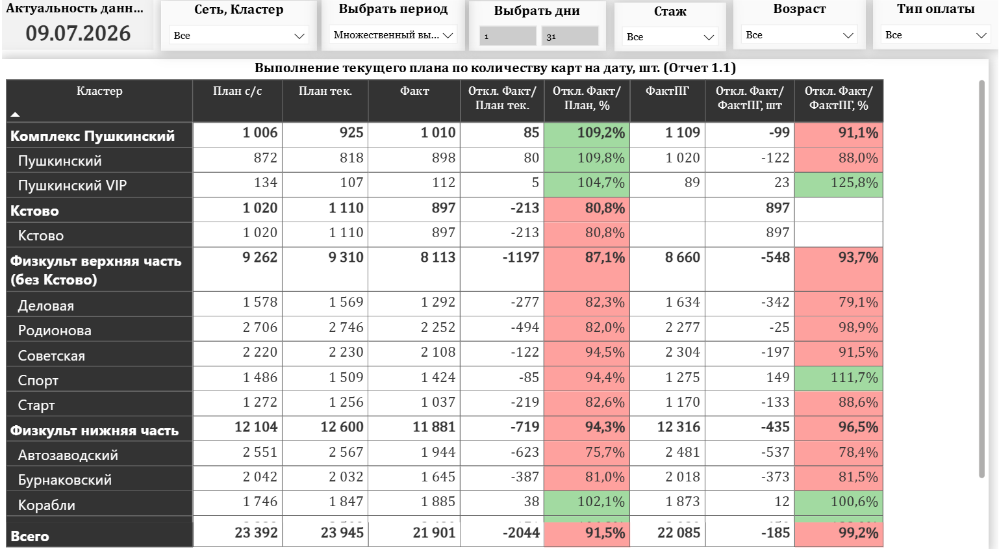 Актуальность данн...
09.07.2026
Сеть, Кластер
Все
Выбрать период
Множественный вы...
Выбрать дни
1 31
Стаж
Все
Возраст
Все
Тип оплаты
Все
Выполнение текущего плана по количеству карт на дату, шт. (Отчет 1.1)
Кластер План с/с План тек. Факт Откл. Факт/ Откл. Факт/ ФактПГ Откл. Факт/ Откл. Факт/
План тек. План, % ФактПГ, шт ФактПГ, %
Комплекс Пушкинский 1 006 925 1 010 85 109,2% 1 109 -99 91,1%
Пушкинский 872 818 898 80 109,8% 1 020 -122 88,0%
Пушкинский VIP 134 107 112 5 104,7% 89 23 125,8%
Кстово 1 020 1 110 897 -213 80,8% 897
Кстово 1 020 1 110 897 -213 80,8% 897
Физкульт верхняя часть 9 262 9 310 8 113 -1197 87,1% 8 660 -548 93,7%
(без Кстово)
Деловая 1 578 1 569 1 292 -277 82,3% 1 634 -342 79,1%
Родионова 2 706 2 746 2 252 -494 82,0% 2 277 -25 98,9%
Советская 2 220 2 230 2 108 -122 94,5% 2 304 -197 91,5%
Спорт 1 486 1 509 1 424 -85 94,4% 1 275 149 111,7%
Старт 1 272 1 256 1 037 -219 82,6% 1 170 -133 88,6%
Физкульт нижняя часть 12 104 12 600 11 881 -719 94,3% 12 316 -435 96,5%
Автозаводский 2 551 2 567 1 944 -623 75,7% 2 481 -537 78,4%
Бурнаковский 2 042 2 032 1 645 -387 81,0% 2 018 -373 81,5%
Корабли 1 746 1 847 1 885 38 102,1% 1 873 12 100,6%
Всего 23 392 23 945 21 901 -2044 91,5% 22 085 -185 99,2%